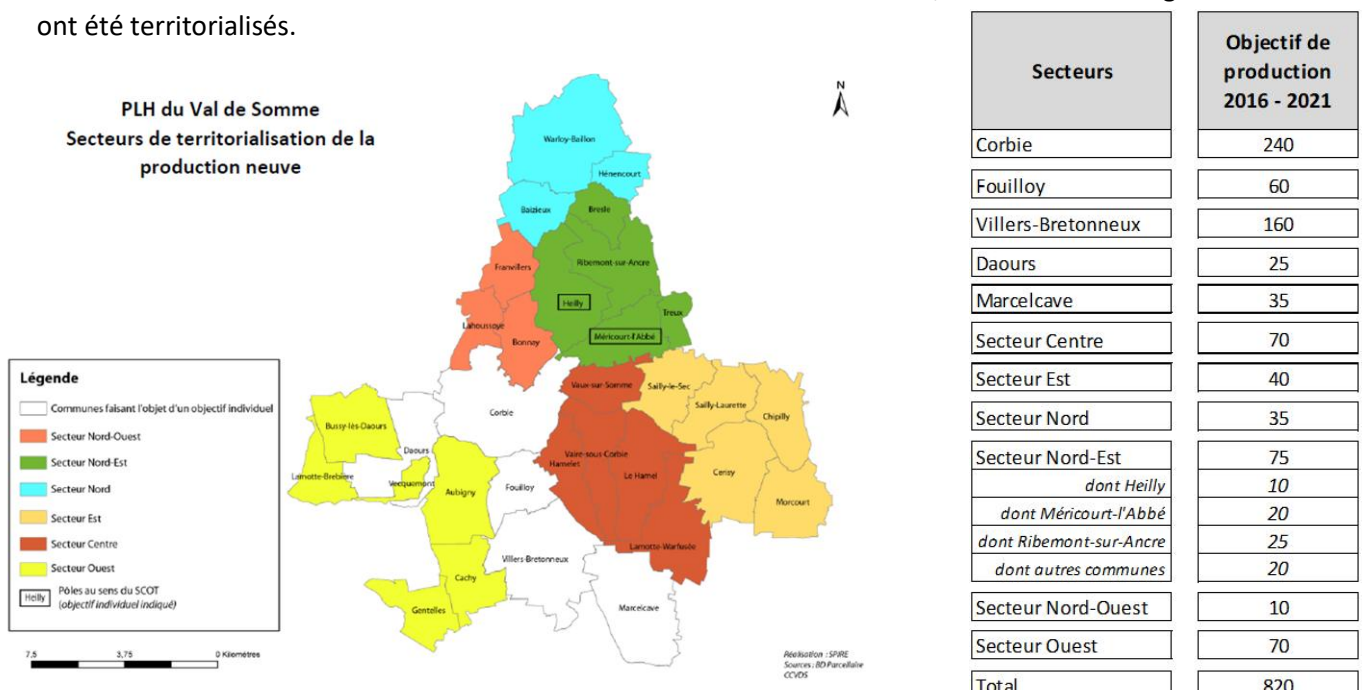 ont été territorialisés.
PLH du Val de Somme
Secteurs de territorialisation de la
production neuve
N
Warloy-Baillon
Hénencourt
Baizieux
Bresle
Franvillers
Ribemont-sur-Ancre
Heilly
Treux
Lahoussoye
Bonnay
Méricourt-l'Abbé
Vaux-sur-Somme
Sailly-le-Sec
Sailly-Laurette
Chipilly
Corbie
Bussy-lès-Daours
Daours
Vaire-sous-Corbie
Hamelet
Le Hamel
Cerisy
Lamotte-Brebière
Vecquemont
Aubigny
Fouilloy
Morcourt
Lamotte-Warfusée
Villers-Bretonneux
Cachy
Gentelles
Marcelcave
Légende
Communes faisant l'objet d'un objectif individuel
Secteur Nord-Ouest
Secteur Nord-Est
Secteur Nord
Secteur Est
Secteur Centre
Secteur Ouest
Heilly
Pôles au sens du SCOT
(objectif individuel indiqué)
7,5 3,75 0 Kilomètres
Réalisation : SPIRE
Sources : BD Parcellaire
CCVDS
Secteurs
Objectif de
production
2016 - 2021
Corbie 240
Fouilloy 60
Villers-Bretonneux 160
Daours 25
Marcelcave 35
Secteur Centre 70
Secteur Est 40
Secteur Nord 35
Secteur Nord-Est 75
dont Heilly 10
dont Méricourt-l'Abbé 20
dont Ribemont-sur-Ancre 25
dont autres communes 20
Secteur Nord-Ouest 10
Secteur Ouest 70
Total 820